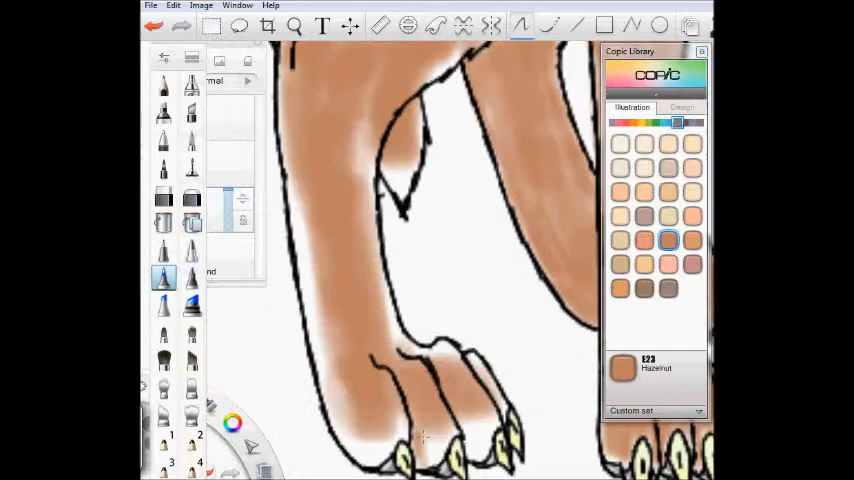 File Edit Image Window Help
T
Copic Library
COPIC
Illustration Design
mal
nd
E23
Hazelnut
Custom set
1 2
3 4